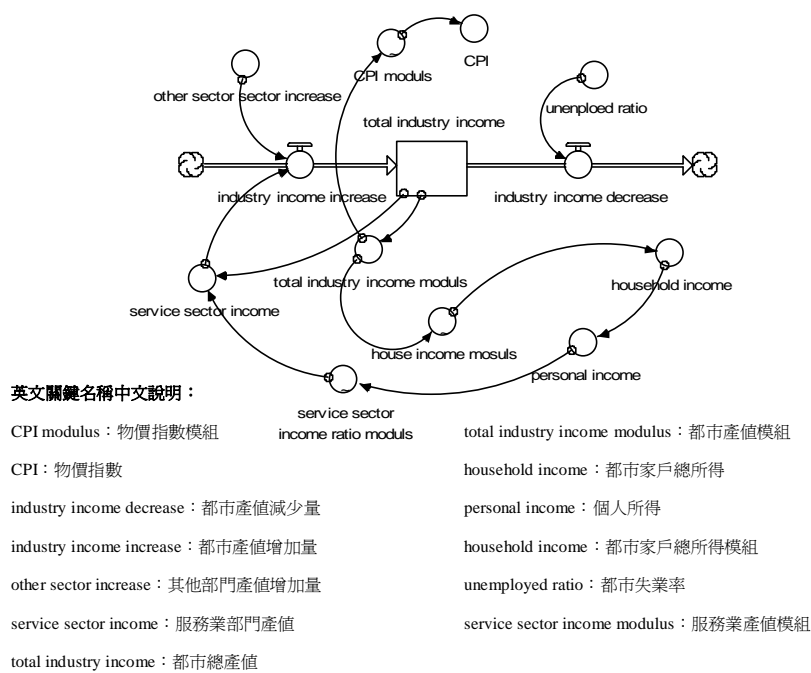 CPI moduls
CPI
other sector sector increase
unenploed ratio
total industry income
industry income increase
industry income decrease
total industry income moduls
household income
service sector income
house income mosuls
personal income
service sector
income ratio moduls
英文關鍵名稱中文說明：
CPI modulus：物價指數模組
total industry income modulus：都市產值模組
CPI：物價指數
household income：都市家戶總所得
industry income decrease：都市產值減少量
personal income：個人所得
industry income increase：都市產值增加量
household income：都市家戶總所得模組
other sector increase：其他部門產值增加量
unemployed ratio：都市失業率
service sector income：服務業部門產值
service sector income modulus：服務業產值模組
total industry income：都市總產值